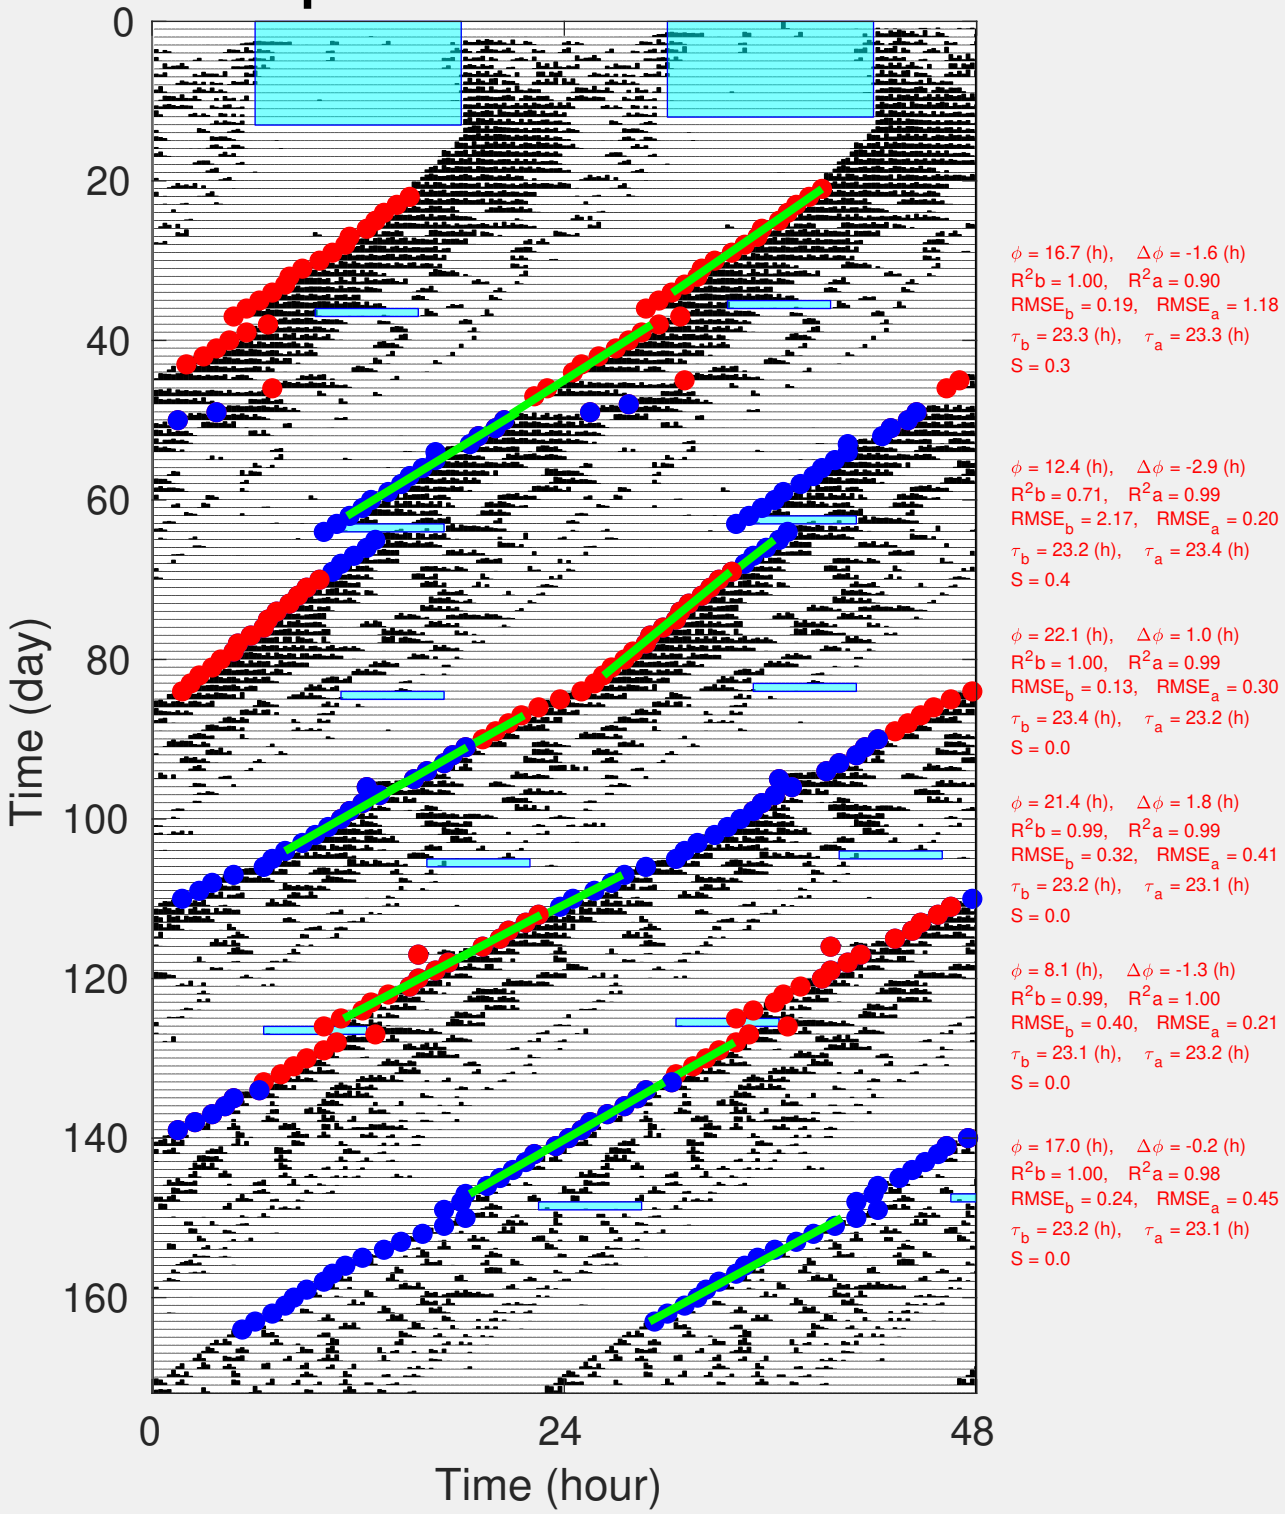 0
20
40
60
80
100
120
140
160
Time (day)
0 24 48
Time (hour)
ϕ = 16.7 (h), Δϕ = -1.6 (h)
R²b = 1.00, R²a = 0.90
RMSE_b = 0.19, RMSE_a = 1.18
τ_b = 23.3 (h), τ_a = 23.3 (h)
S = 0.3
ϕ = 12.4 (h), Δϕ = -2.9 (h)
R²b = 0.71, R²a = 0.99
RMSE_b = 2.17, RMSE_a = 0.20
τ_b = 23.2 (h), τ_a = 23.4 (h)
S = 0.4
ϕ = 22.1 (h), Δϕ = 1.0 (h)
R²b = 1.00, R²a = 0.99
RMSE_b = 0.13, RMSE_a = 0.30
τ_b = 23.4 (h), τ_a = 23.2 (h)
S = 0.0
ϕ = 21.4 (h), Δϕ = 1.8 (h)
R²b = 0.99, R²a = 0.99
RMSE_b = 0.32, RMSE_a = 0.41
τ_b = 23.2 (h), τ_a = 23.1 (h)
S = 0.0
ϕ = 8.1 (h), Δϕ = -1.3 (h)
R²b = 0.99, R²a = 1.00
RMSE_b = 0.40, RMSE_a = 0.21
τ_b = 23.1 (h), τ_a = 23.2 (h)
S = 0.0
ϕ = 17.0 (h), Δϕ = -0.2 (h)
R²b = 1.00, R²a = 0.98
RMSE_b = 0.24, RMSE_a = 0.45
τ_b = 23.2 (h), τ_a = 23.1 (h)
S = 0.0